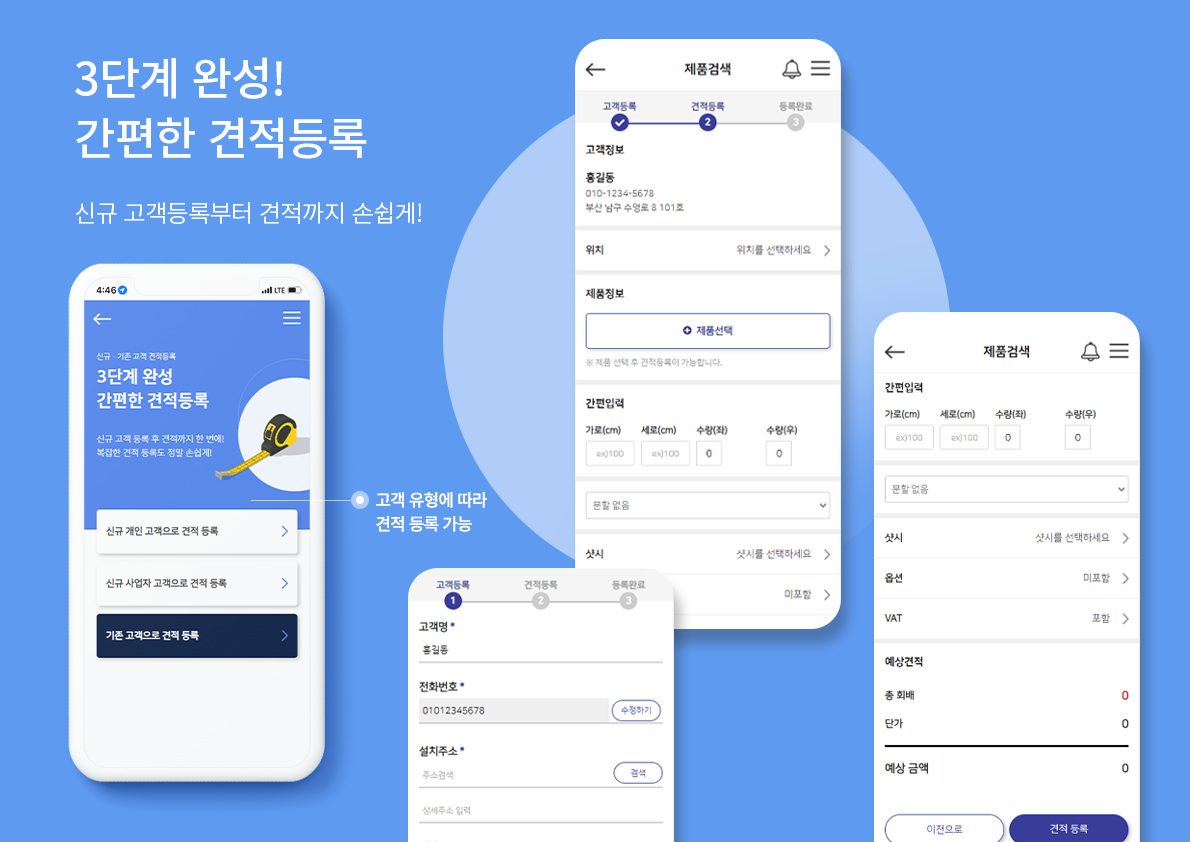 3단계 완성!
간편한 견적등록
신규 고객등록부터 견적까지 손쉽게!
4:46
LTE
신규 · 기존 고객 견적등록
3단계 완성
간편한 견적등록
신규 고객 등록 후 견적까지 한 번에!
복잡한 견적 등록도 정말 손쉽게!
신규 개인 고객으로 견적 등록
신규 사업자 고객으로 견적 등록
기존 고객으로 견적 등록
고객 유형에 따라
견적 등록 가능
고객등록 견적등록 등록완료
1 2 3
고객명 *
홍길동
전화번호 *
01012345678 수정하기
설치주소 *
주소검색 검색
상세주소 입력
제품검색
고객등록 견적등록 등록완료
2 3
고객정보
홍길동
010-1234-5678
부산 남구 수영로 8 101호
위치 위치를 선택하세요
제품정보
제품선택
※ 제품 선택 후 견적등록이 가능합니다.
간편입력
가로(cm) 세로(cm) 수량(좌) 수량(우)
ex)100 ex)100 0 0
분할 없음
샷시 샷시를 선택하세요
미포함
제품검색
간편입력
가로(cm) 세로(cm) 수량(좌) 수량(우)
ex)100 ex)100 0 0
분할 없음
샷시 샷시를 선택하세요
옵션 미포함
VAT 포함
예상견적
총 회배 0
단가 0
예상 금액 0
이전으로 견적 등록